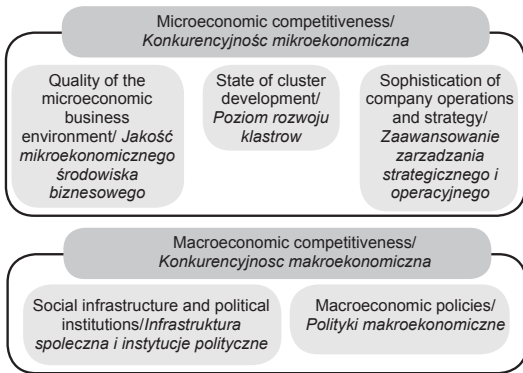 Microeconomic competitiveness/
Konkurencyjnośc mikroekonomiczna
Quality of the
microeconomic
business
environment/ Jakość
mikroekonomicznego
środowiska
biznesowego
State of cluster
development/
Poziom rozwoju
klastrow
Sophistication of
company operations
and strategy/
Zaawansowanie
zarzadzania
strategicznego i
operacyjnego
Macroeconomic competitiveness/
Konkurencyjnosc makroekonomiczna
Social infrastructure and political
institutions/Infrastruktura
spoleczna i instytucje polityczne
Macroeconomic policies/
Polityki makroekonomiczne